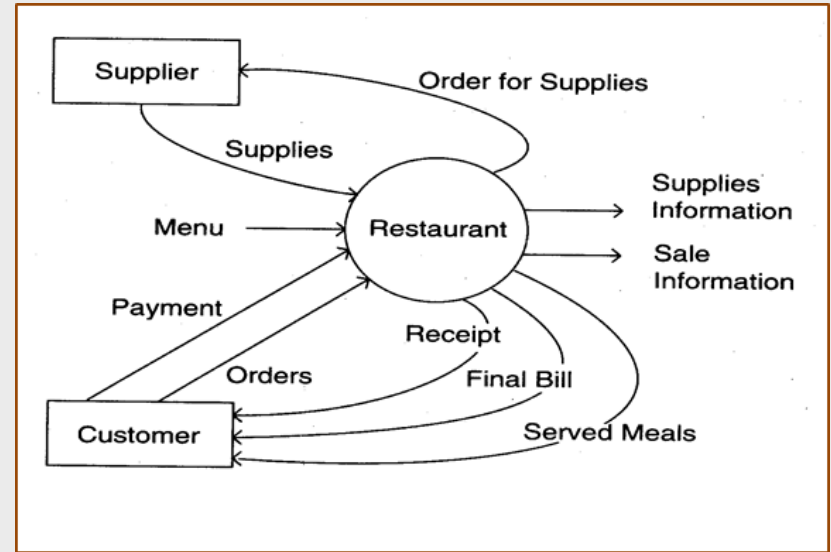 Supplier
Order for Supplies
Supplies
Supplies
Information
Menu
Restaurant
Sale
Information
Payment
Receipt
Orders
Final Bill
Customer
Served Meals